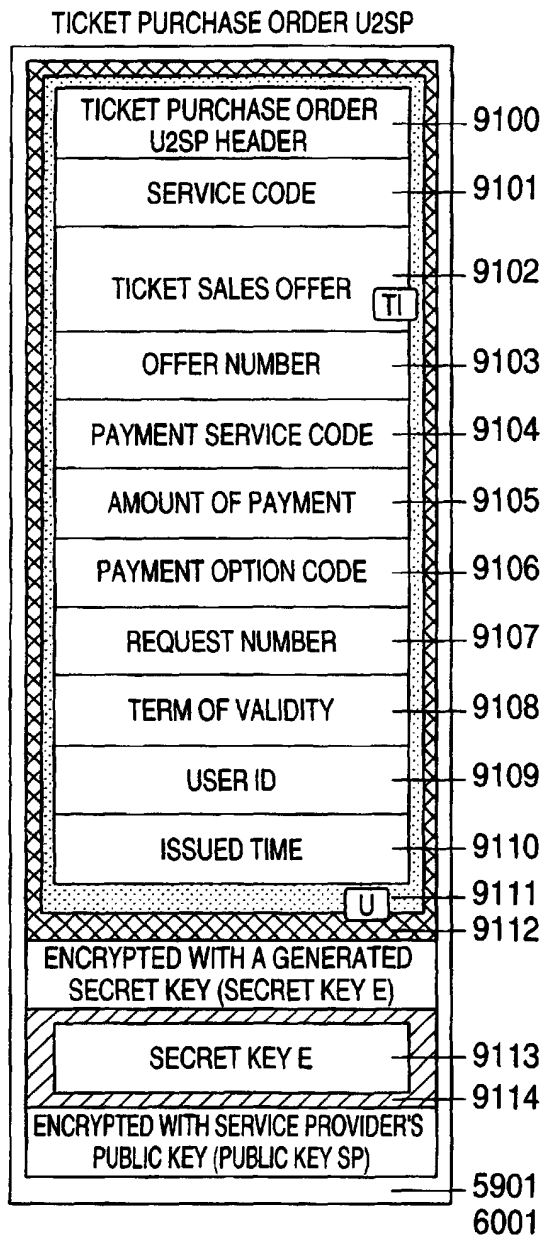 TICKET PURCHASE ORDER U2SP
TICKET PURCHASE ORDER
U2SP HEADER
9100
SERVICE CODE
9101
TICKET SALES OFFER
9102
TI
OFFER NUMBER
9103
PAYMENT SERVICE CODE
9104
AMOUNT OF PAYMENT
9105
PAYMENT OPTION CODE
9106
REQUEST NUMBER
9107
TERM OF VALIDITY
9108
USER ID
9109
ISSUED TIME
9110
U
9111
9112
ENCRYPTED WITH A GENERATED
SECRET KEY (SECRET KEY E)
SECRET KEY E
9113
9114
ENCRYPTED WITH SERVICE PROVIDER'S
PUBLIC KEY (PUBLIC KEY SP)
5901
6001